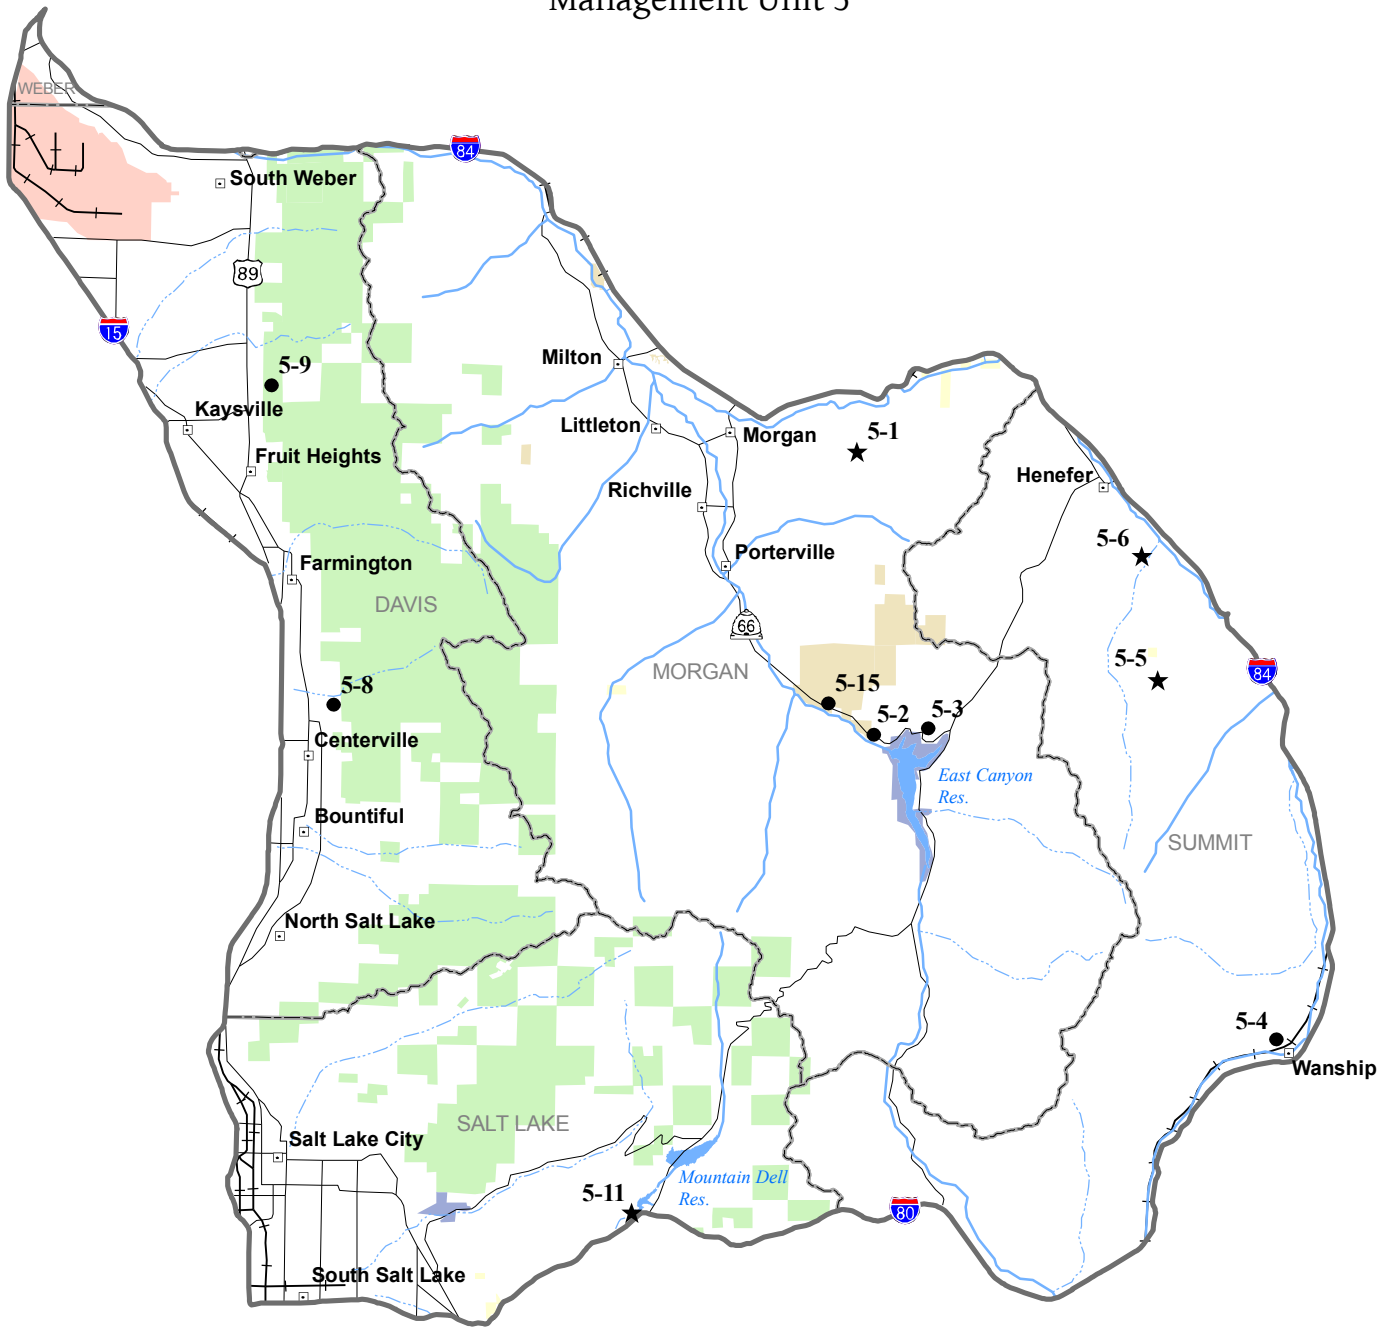 Management Unit 5
WEBER
84
South Weber
89
15
5-9
Milton
Kaysville
Littleton
Morgan
5-1
Fruit Heights
Henefer
Richville
5-6
Porterville
Farmington
DAVIS
66
MORGAN
5-5
84
5-8
5-15
5-2
5-3
Centerville
East Canyon
Res.
Bountiful
SUMMIT
North Salt Lake
5-4
Wanship
SALT LAKE
Salt Lake City
Mountain Dell
Res.
5-11
80
South Salt Lake